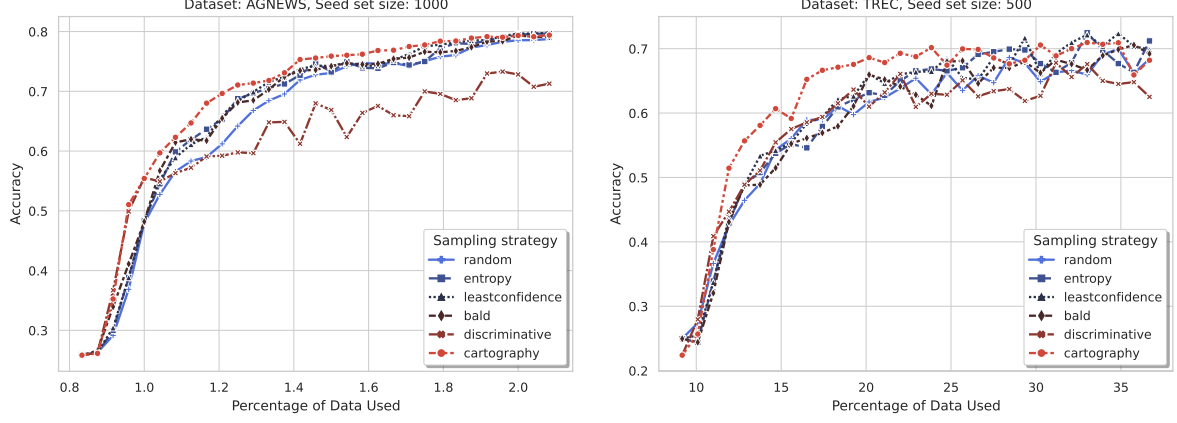 Dataset: AGNEWS, Seed set size: 1000
0.8
0.7
0.6
0.5
0.4
0.3
Accuracy
Sampling strategy
random
entropy
leastconfidence
bald
discriminative
cartography
0.8 1.0 1.2 1.4 1.6 1.8 2.0
Percentage of Data Used
Dataset: TREC, Seed set size: 500
0.7
0.6
0.5
0.4
0.3
0.2
Accuracy
Sampling strategy
random
entropy
leastconfidence
bald
discriminative
cartography
10 15 20 25 30 35
Percentage of Data Used